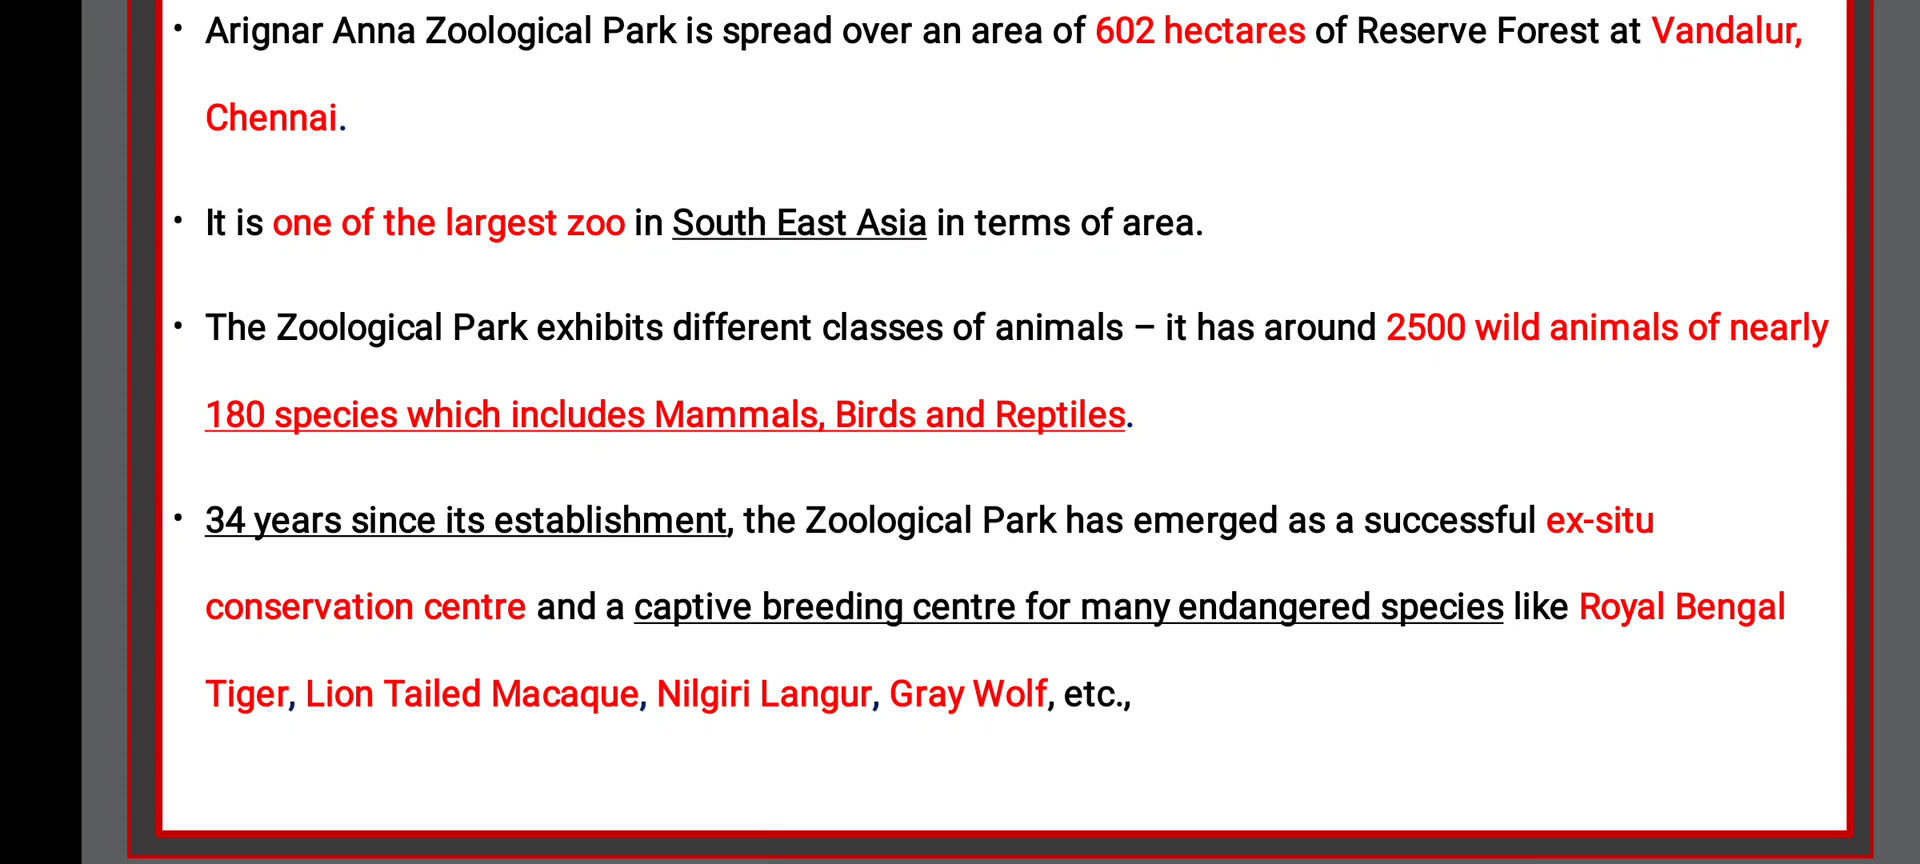 • Arignar Anna Zoological Park is spread over an area of 602 hectares of Reserve Forest at Vandalur,
Chennai.
• It is one of the largest zoo in South East Asia in terms of area.
• The Zoological Park exhibits different classes of animals – it has around 2500 wild animals of nearly
180 species which includes Mammals, Birds and Reptiles.
• 34 years since its establishment, the Zoological Park has emerged as a successful ex-situ
conservation centre and a captive breeding centre for many endangered species like Royal Bengal
Tiger, Lion Tailed Macaque, Nilgiri Langur, Gray Wolf, etc.,